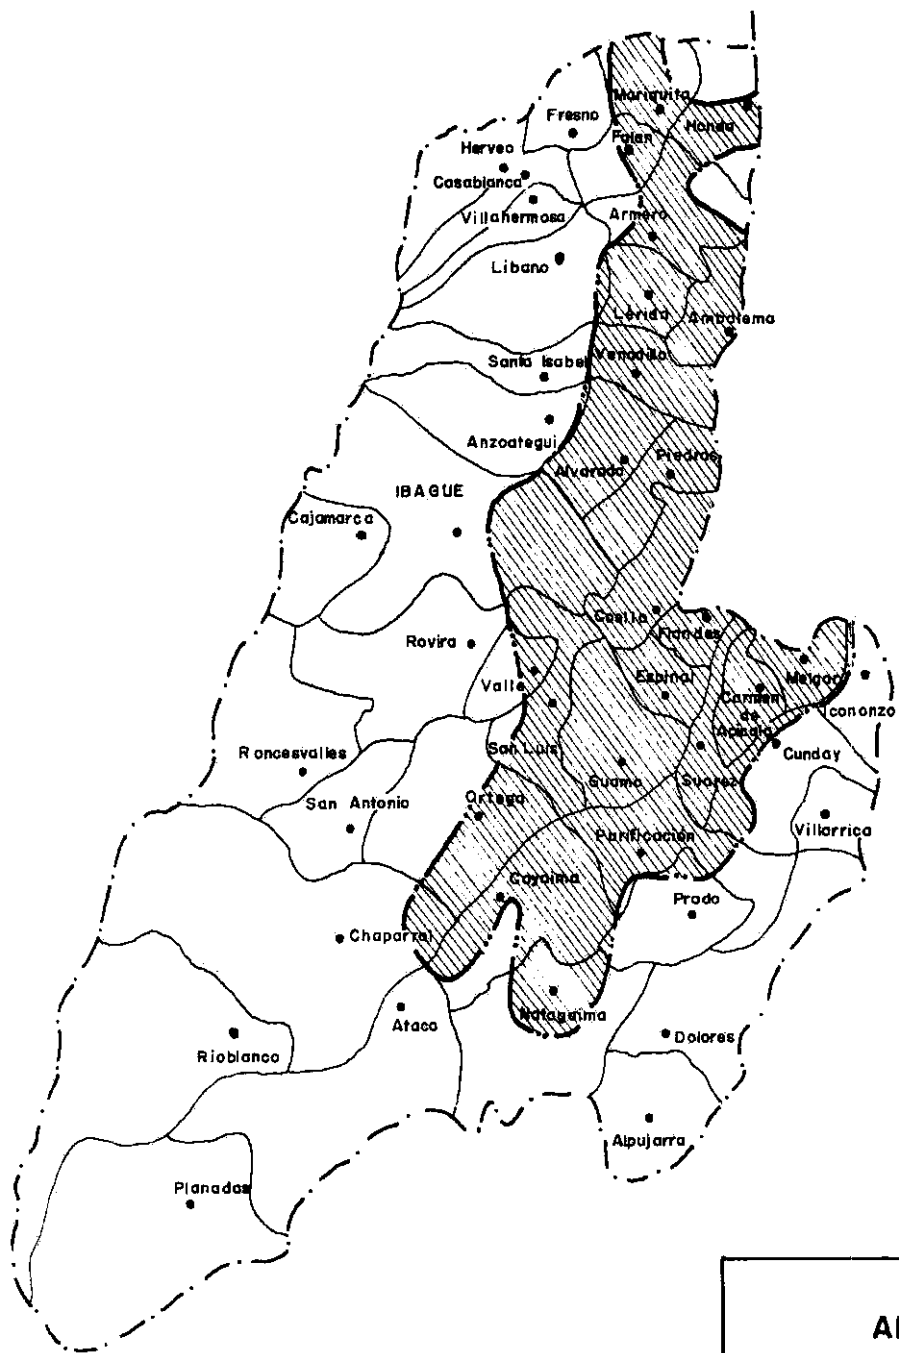 Mariquita
Fresno
Honda
Falan
Herveo
Casabianca
Villahermosa
Armero
Libano
Lérida
Ambalema
Venadillo
Santa Isabel
Anzoategui
Alvarado
Piedras
IBAGUE
Cajamarca
Coello
Flandes
Rovira
Valle
Espinal
Melgar
Carmen
de
Apicala
Icononzo
San Luis
Cunday
Roncesvalles
Guamo
Suarez
San Antonio
Ortega
Villarrica
Purificación
Coyaima
Prado
Chaparral
Natagaima
Ataco
Rioblanco
Dolores
Alpujarra
Planadas